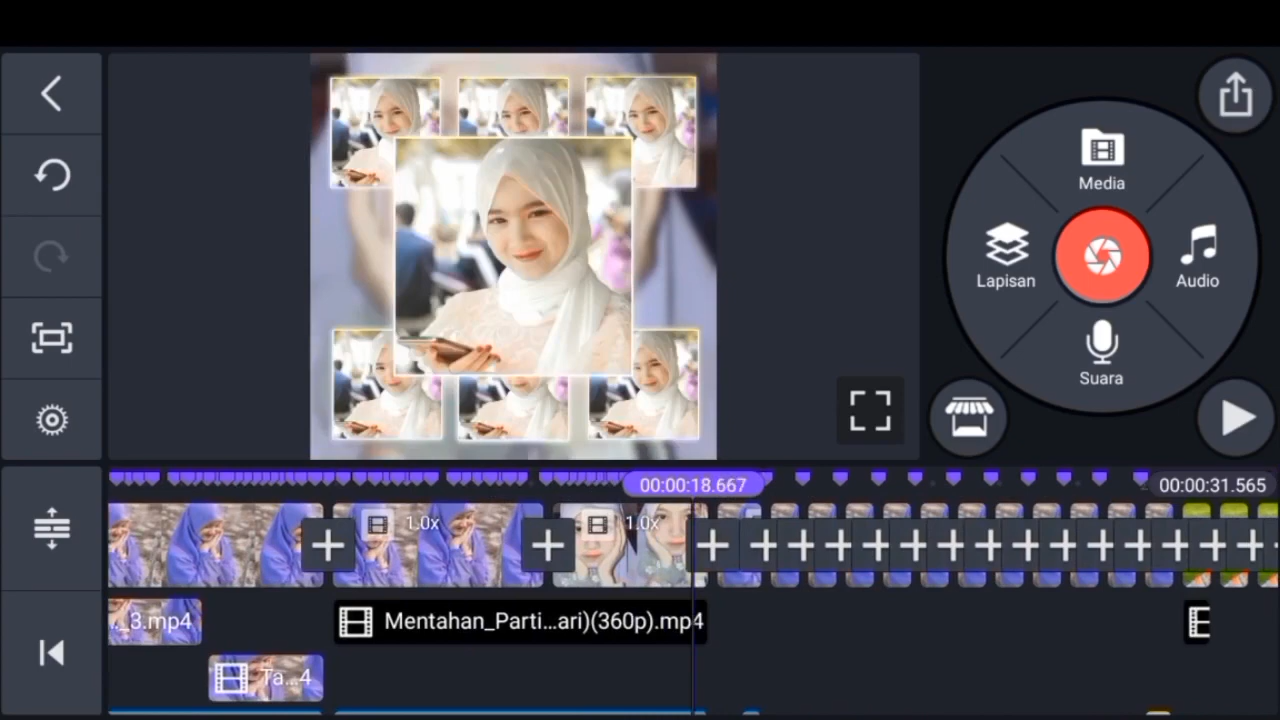 Media
Lapisan
Audio
Suara
00:00:18.667
00:00:31.565
1.0x
1.0x
..._3.mp4
Mentahan_Parti...ari)(360p).mp4
Ta...4